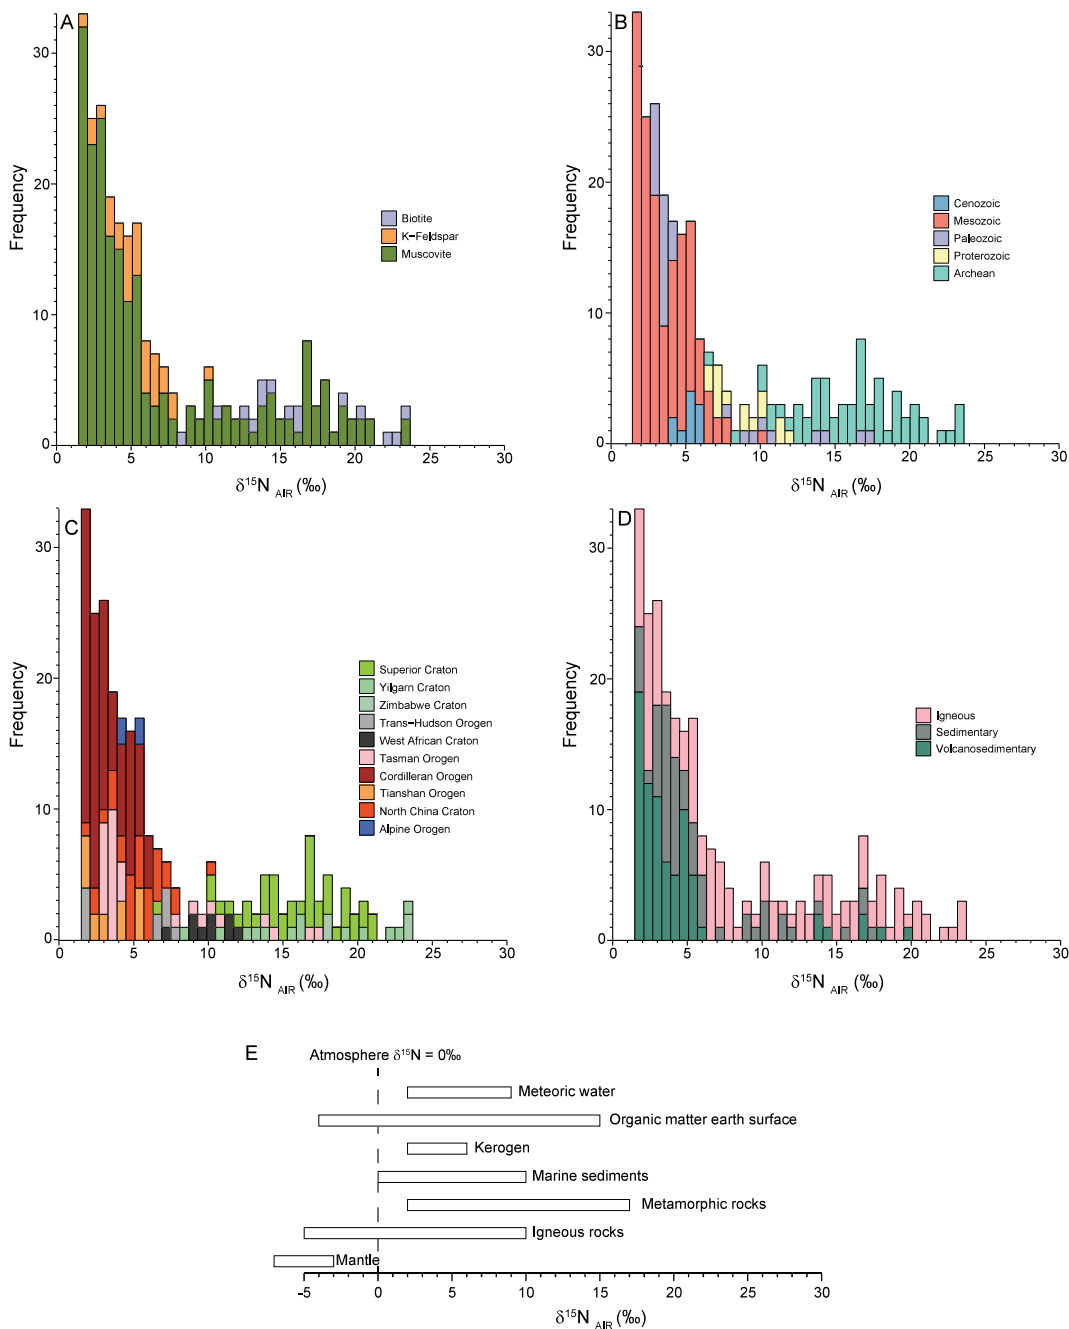 A
30
20
10
0
Frequency
Biotite
K-Feldspar
Muscovite
0 5 10 15 20 25 30
δ¹⁵N AIR (‰)
B
30
20
10
0
Frequency
Cenozoic
Mesozoic
Paleozoic
Proterozoic
Archean
0 5 10 15 20 25 30
δ¹⁵N AIR (‰)
C
30
20
10
0
Frequency
Superior Craton
Yilgarn Craton
Zimbabwe Craton
Trans-Hudson Orogen
West African Craton
Tasman Orogen
Cordilleran Orogen
Tianshan Orogen
North China Craton
Alpine Orogen
0 5 10 15 20 25 30
δ¹⁵N AIR (‰)
D
30
20
10
0
Frequency
Igneous
Sedimentary
Volcanosedimentary
0 5 10 15 20 25 30
δ¹⁵N AIR (‰)
E
Atmosphere δ¹⁵N = 0‰
Meteoric water
Organic matter earth surface
Kerogen
Marine sediments
Metamorphic rocks
Igneous rocks
Mantle
-5 0 5 10 15 20 25 30
δ¹⁵N AIR (‰)